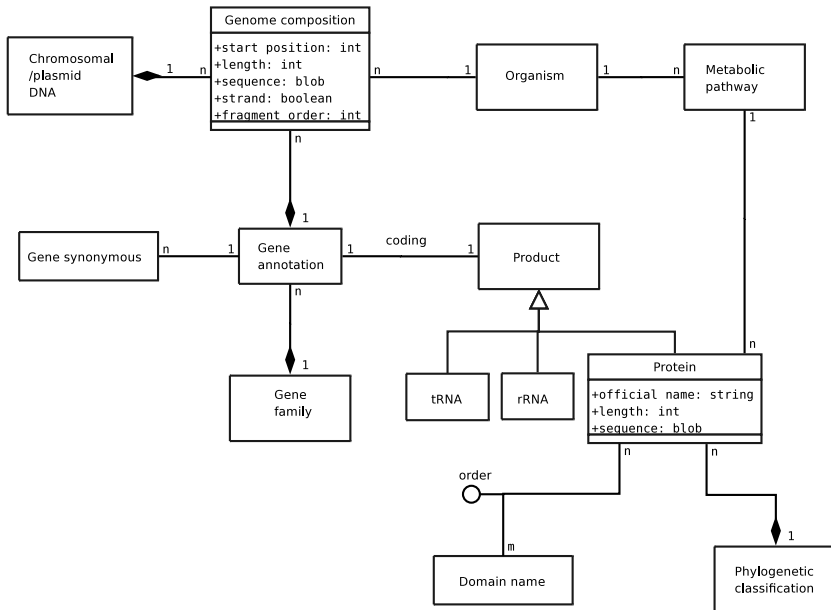 Genome composition
+start position: int
+length: int
+sequence: blob
+strand: boolean
+fragment order: int
Chromosomal
/plasmid
DNA
1
n
n
1
Organism
1
n
Metabolic
pathway
n
1
1
Gene synonymous
n
1
Gene
annotation
1
coding
1
Product
n
1
Gene
family
tRNA
rRNA
n
Protein
+official name: string
+length: int
+sequence: blob
n
n
order
m
1
Domain name
Phylogenetic
classification